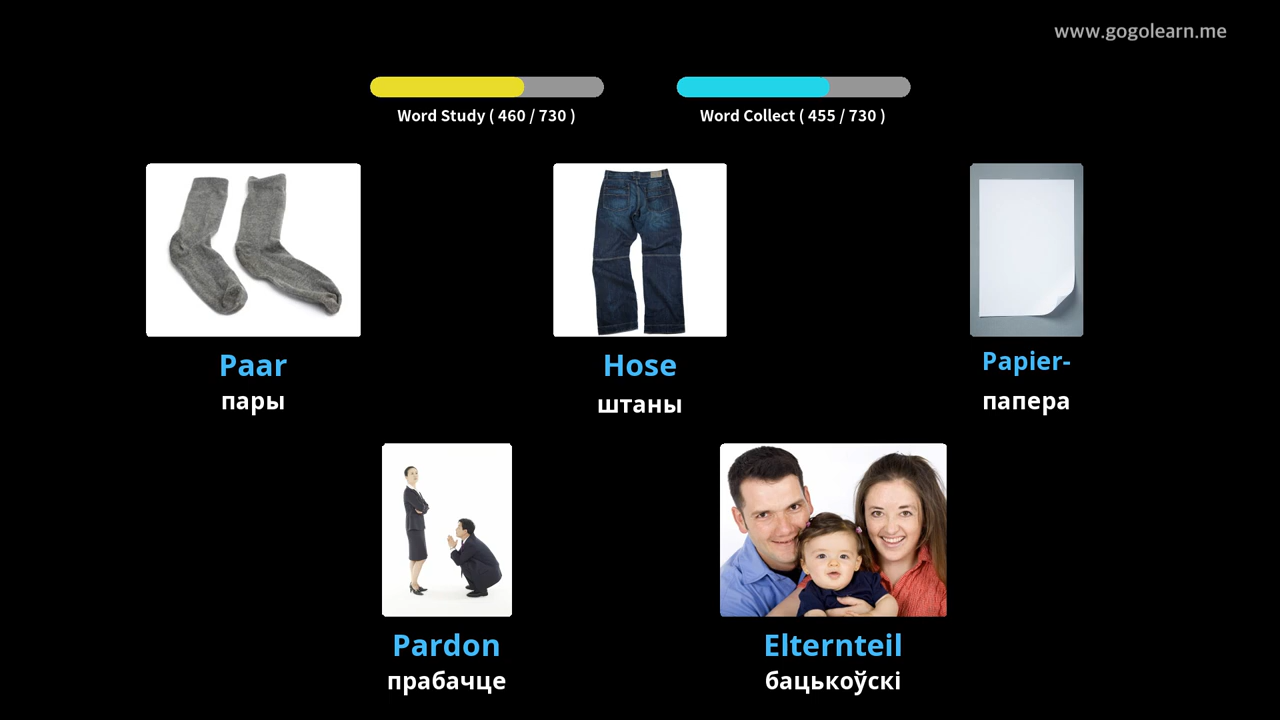 www.gogolearn.me
Word Study ( 460 / 730 )
Word Collect ( 455 / 730 )
Paar
пары
Hose
штаны
Papier-
папера
Pardon
прабачце
Elternteil
бацькоўскі